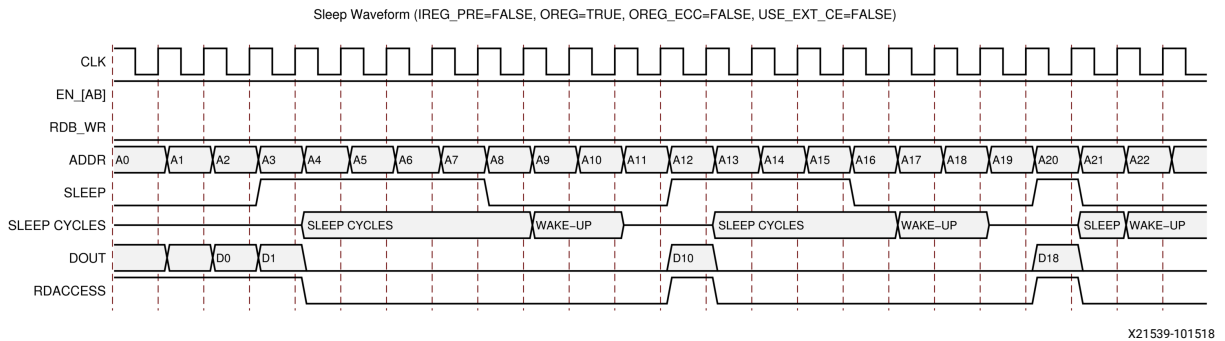 Sleep Waveform (IREG_PRE=FALSE, OREG=TRUE, OREG_ECC=FALSE, USE_EXT_CE=FALSE)
CLK
EN_[AB]
RDB_WR
ADDR A0 A1 A2 A3 A4 A5 A6 A7 A8 A9 A10 A11 A12 A13 A14 A15 A16 A17 A18 A19 A20 A21 A22
SLEEP
SLEEP CYCLES SLEEP CYCLES WAKE–UP SLEEP CYCLES WAKE–UP SLEEP WAKE–UP
DOUT D0 D1 D10 D18
RDACCESS
X21539-101518